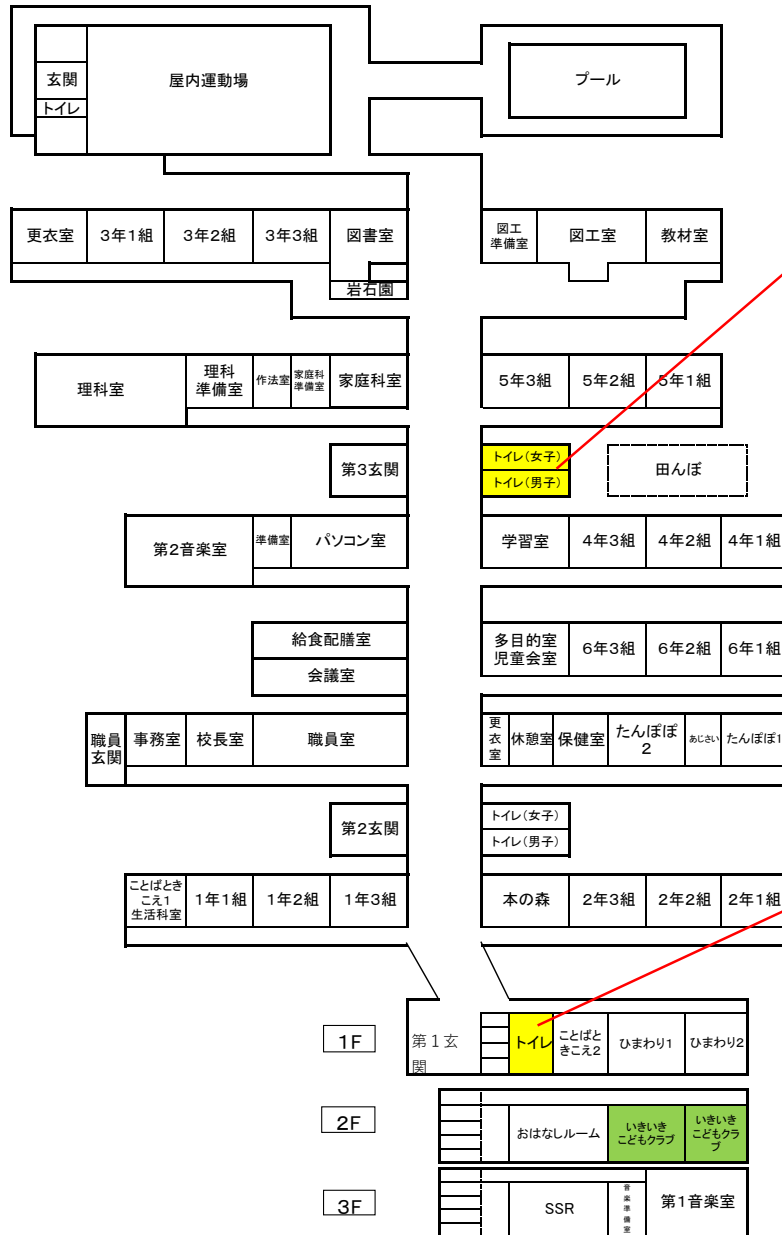 玄関
トイレ
屋内運動場
プール
更衣室
3年1組
3年2組
3年3組
図書室
岩石園
図工
準備室
図工室
教材室
理科室
理科
準備室
作法室
家庭科
準備室
家庭科室
5年3組
5年2組
5年1組
第3玄関
トイレ(女子)
トイレ(男子)
田んぼ
第2音楽室
準備室
パソコン室
学習室
4年3組
4年2組
4年1組
給食配膳室
会議室
多目的室
児童会室
6年3組
6年2組
6年1組
職員
玄関
事務室
校長室
職員室
更
衣
室
休憩室
保健室
たんぽぽ
2
あじさい
たんぽぽ1
第2玄関
トイレ(女子)
トイレ(男子)
ことばとき
こえ1
生活科室
1年1組
1年2組
1年3組
本の森
2年3組
2年2組
2年1組
1F
第1玄
関
トイレ
ことばと
きこえ2
ひまわり1
ひまわり2
2F
おはなしルーム
いきいき
こどもクラブ
いきいき
こどもクラ
ブ
3F
SSR
音
楽
準
備
室
第1音楽室